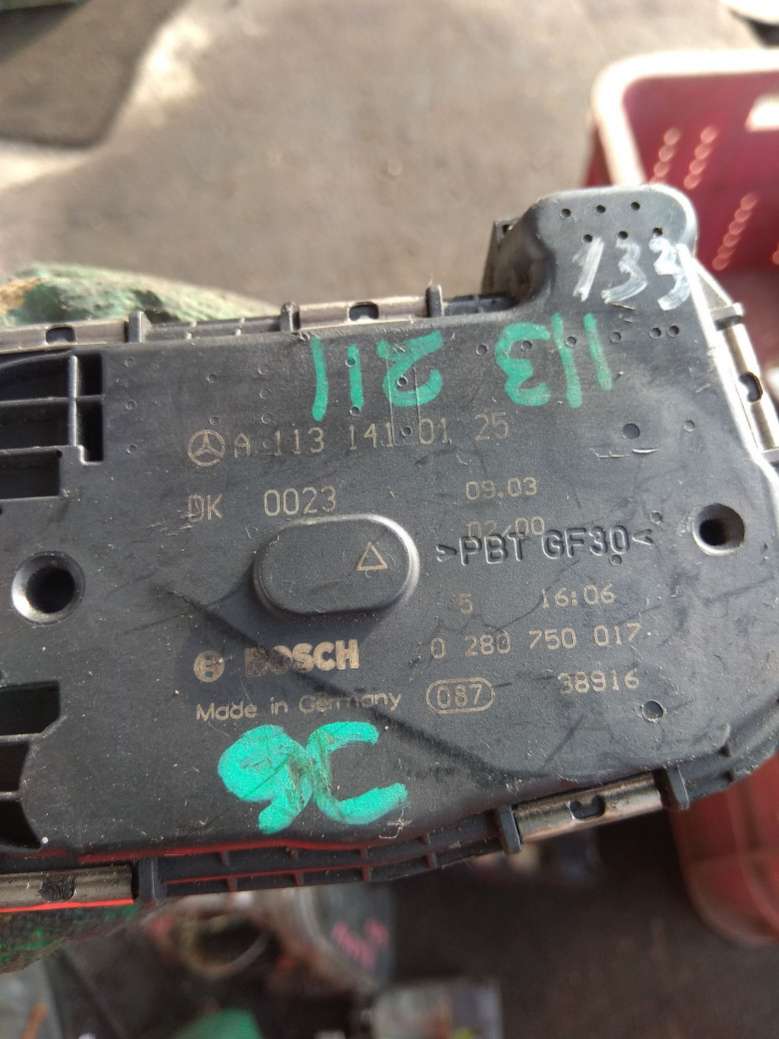 133
113 211
A 113 141 01 25
DK 0023 09.03
02.00
>PBT GF30<
5 16:06
BOSCH 0 280 750 017
Made in Germany 087 38916